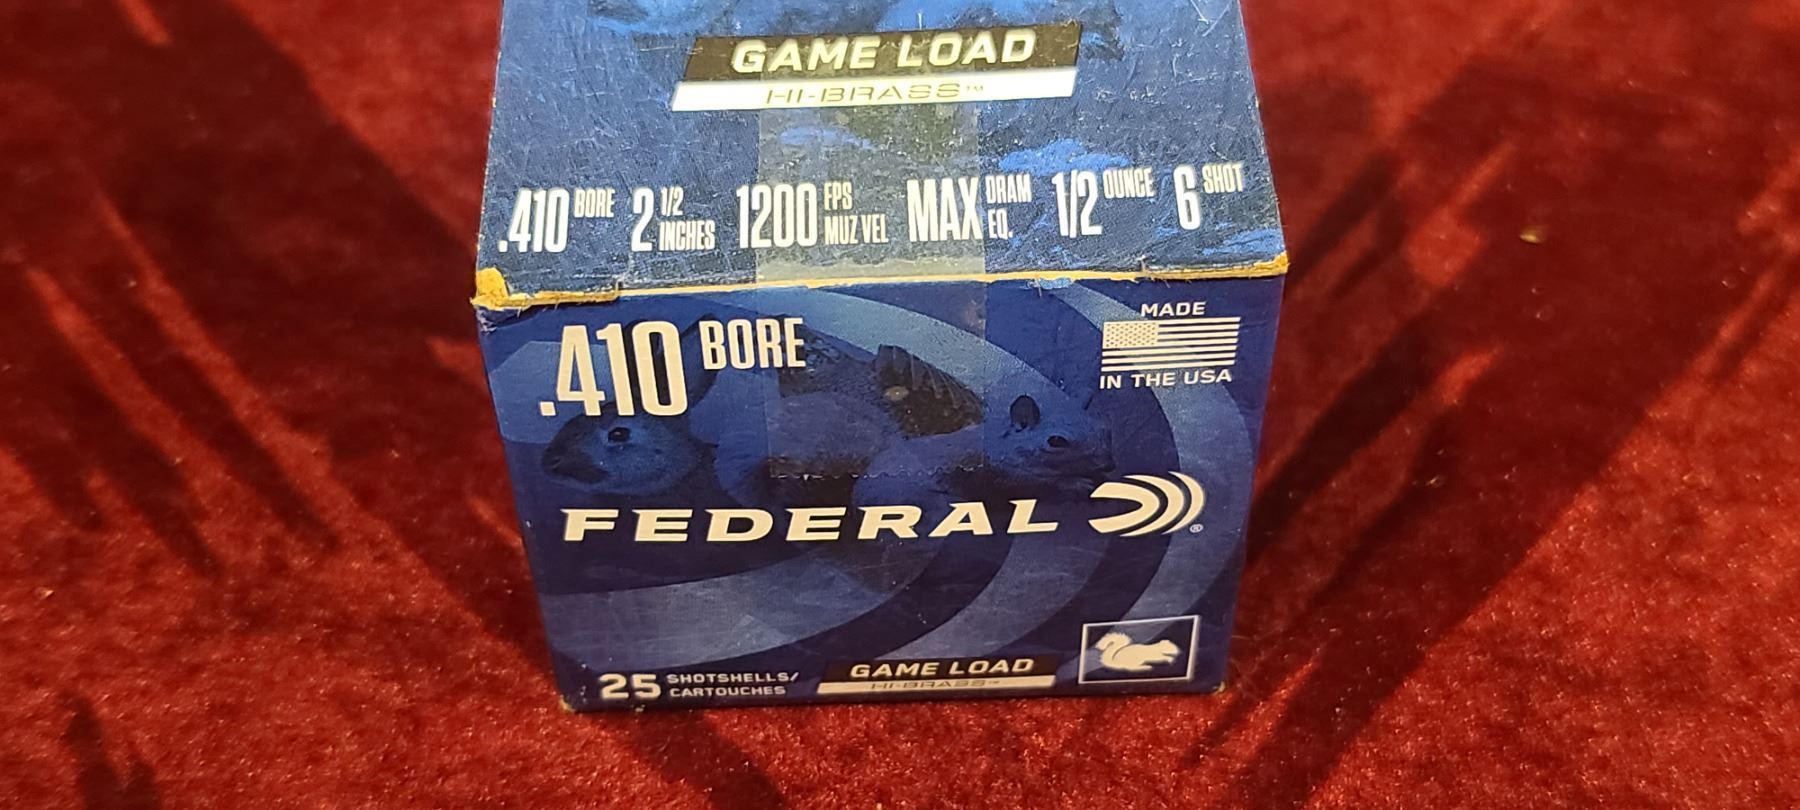 GAME LOAD
HI-BRASS™
.410 BORE 2 1/2 INCHES 1200 FPS MUZ VEL MAX DRAM EQ. 1/2 OUNCE 6 SHOT
.410 BORE
MADE
IN THE USA
FEDERAL ®
25 SHOTSHELLS/
CARTOUCHES
GAME LOAD
HI-BRASS™